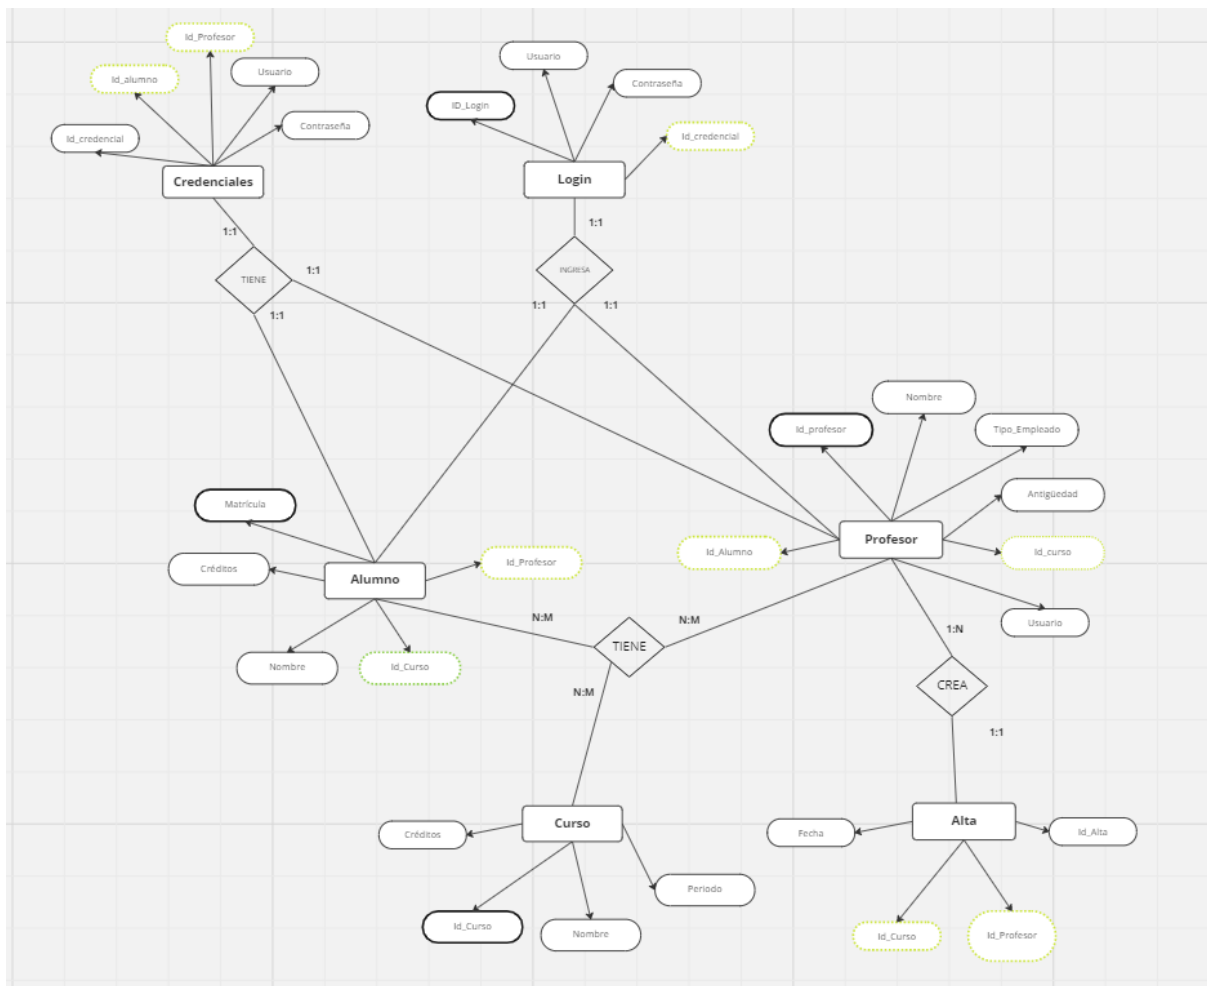 Id_Profesor
Id_alumno
Usuario
Id_credencial
Contraseña
Credenciales
Usuario
Contraseña
ID_Login
Id_credencial
Login
1:1
1:1
TIENE
1:1
1:1
INGRESA
1:1
1:1
1:1
Nombre
Id_profesor
Tipo_Empleado
Antigüedad
Profesor
Id_Alumno
Id_curso
Usuario
Matrícula
Créditos
Id_Profesor
Alumno
Nombre
Id_Curso
N:M
N:M
TIENE
N:M
1:N
CREA
1:1
Curso
Créditos
Periodo
Id_Curso
Nombre
Alta
Fecha
Id_Alta
Id_Curso
Id_Profesor